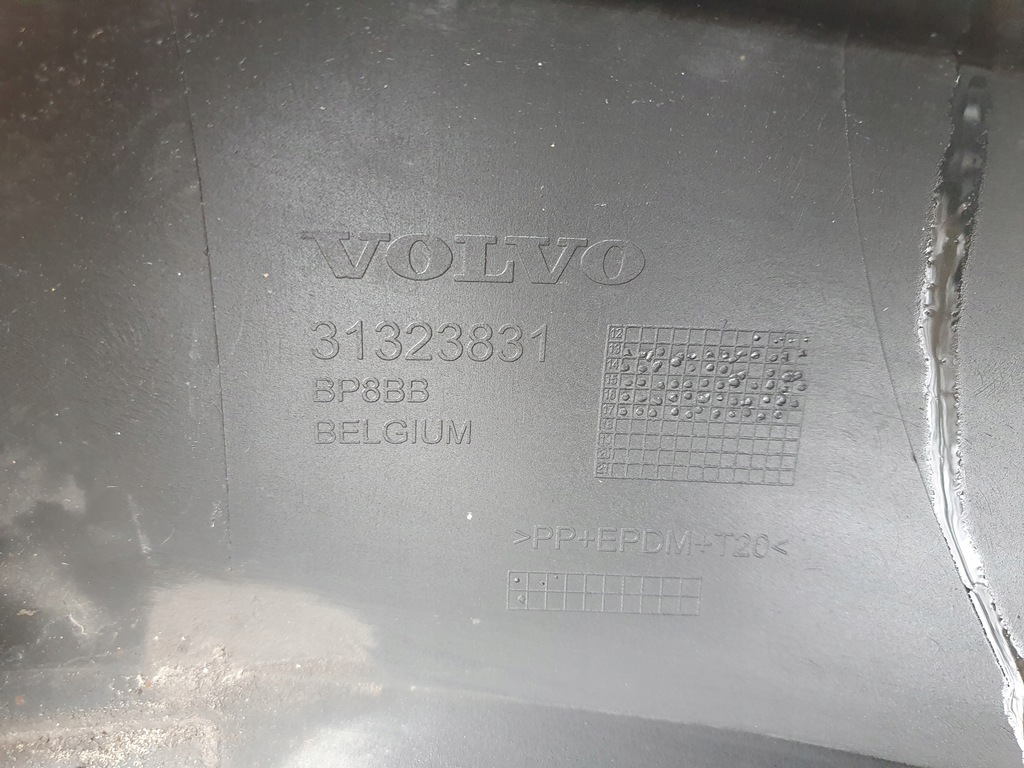 VOLVO
31323831
BP8BB
BELGIUM
>PP+EPDM+T20<